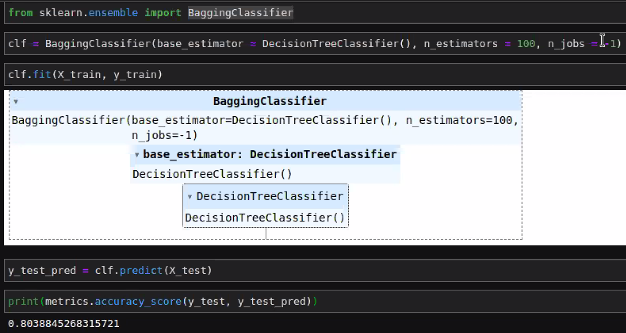 from sklearn.ensemble import BaggingClassifier
clf = BaggingClassifier(base_estimator = DecisionTreeClassifier(), n_estimators = 100, n_jobs = -1)
clf.fit(X_train, y_train)
▾ BaggingClassifier
BaggingClassifier(base_estimator=DecisionTreeClassifier(), n_estimators=100,
n_jobs=-1)
▾ base_estimator: DecisionTreeClassifier
DecisionTreeClassifier()
▾ DecisionTreeClassifier
DecisionTreeClassifier()
y_test_pred = clf.predict(X_test)
print(metrics.accuracy_score(y_test, y_test_pred))
0.8038845268315721